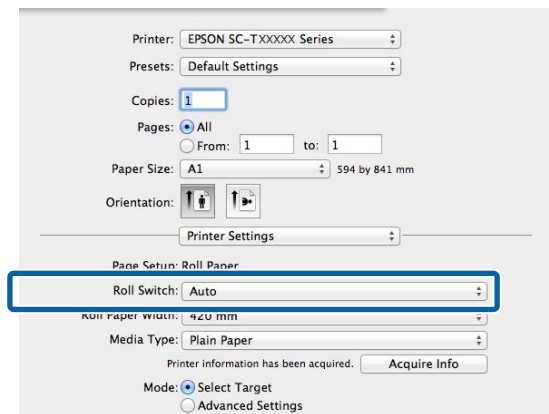 Printer: EPSON SC-TXXXXX Series
Presets: Default Settings
Copies: 1
Pages: All
From: 1 to: 1
Paper Size: A1 594 by 841 mm
Orientation:
Printer Settings
Page Setup: Roll Paper
Roll Switch: Auto
Roll Paper Width: 420 mm
Media Type: Plain Paper
Printer information has been acquired. Acquire Info
Mode: Select Target
Advanced Settings